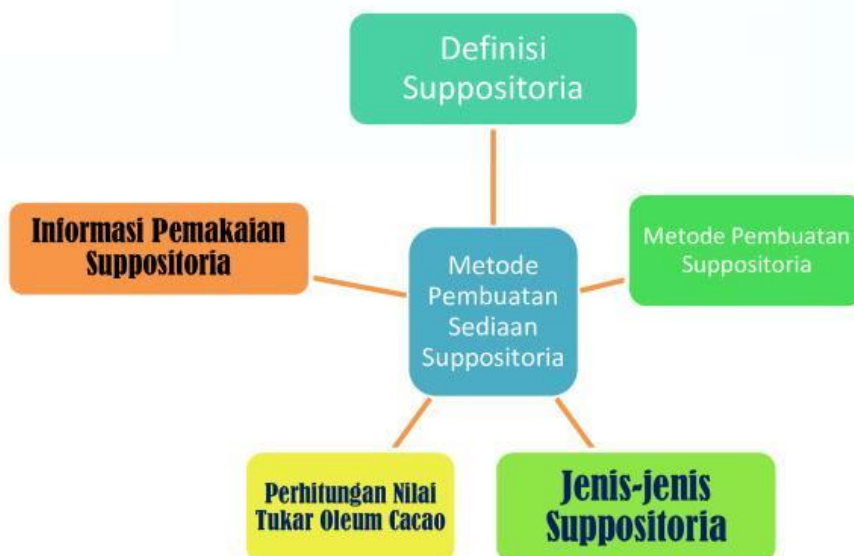 Definisi
Suppositoria
Informasi Pemakaian
Suppositoria
Metode
Pembuatan
Sediaan
Suppositoria
Metode Pembuatan
Suppositoria
Perhitungan Nilai
Tukar Oleum Cacao
Jenis-jenis
Suppositoria